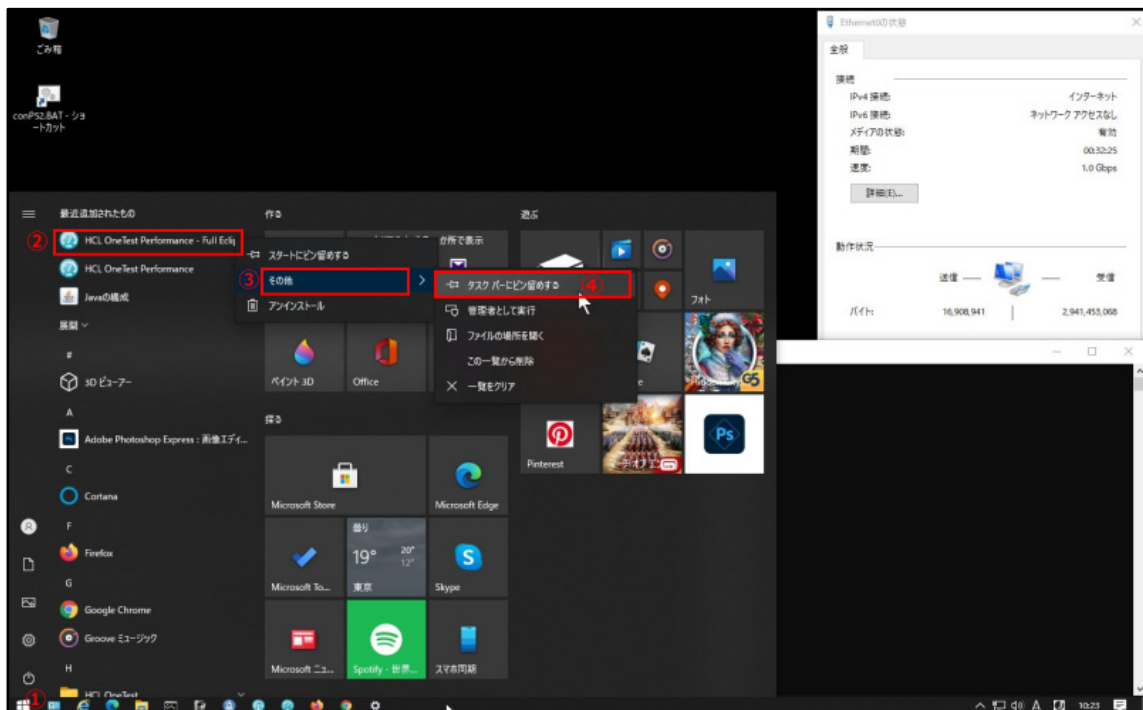 ごみ箱
conPS2.BAT - ショ
ートカット
Ethernet0の状態
全般
接続
IPv4 接続:
インターネット
IPv6 接続:
ネットワーク アクセスなし
メディアの状態:
有効
期間:
00:32:25
速度:
1.0 Gbps
詳細(E)...
動作状況
送信
受信
バイト:
16,908,941
2,941,453,068
最近追加されたもの
② HCL OneTest Performance - Full Eclip
HCL OneTest Performance
Javaの構成
展開
#
3D ビューアー
A
Adobe Photoshop Express : 画像エディ...
C
Cortana
F
Firefox
G
Google Chrome
Groove ミュージック
H
HCL OneTest
①
作る
か所で表示
スタートにピン留めする
③ その他
アンインストール
タスク バーにピン留めする ④
管理者として実行
ファイルの場所を開く
この一覧から削除
一覧をクリア
ペイント 3D
Office
探る
Microsoft Store
Microsoft Edge
Microsoft To...
曇り
19°
20°
12°
東京
Skype
Microsoft ニュ...
Spotify - 世界...
スマホ同期
遊ぶ
フォト
G5
Pinterest
Ps
A
10:23